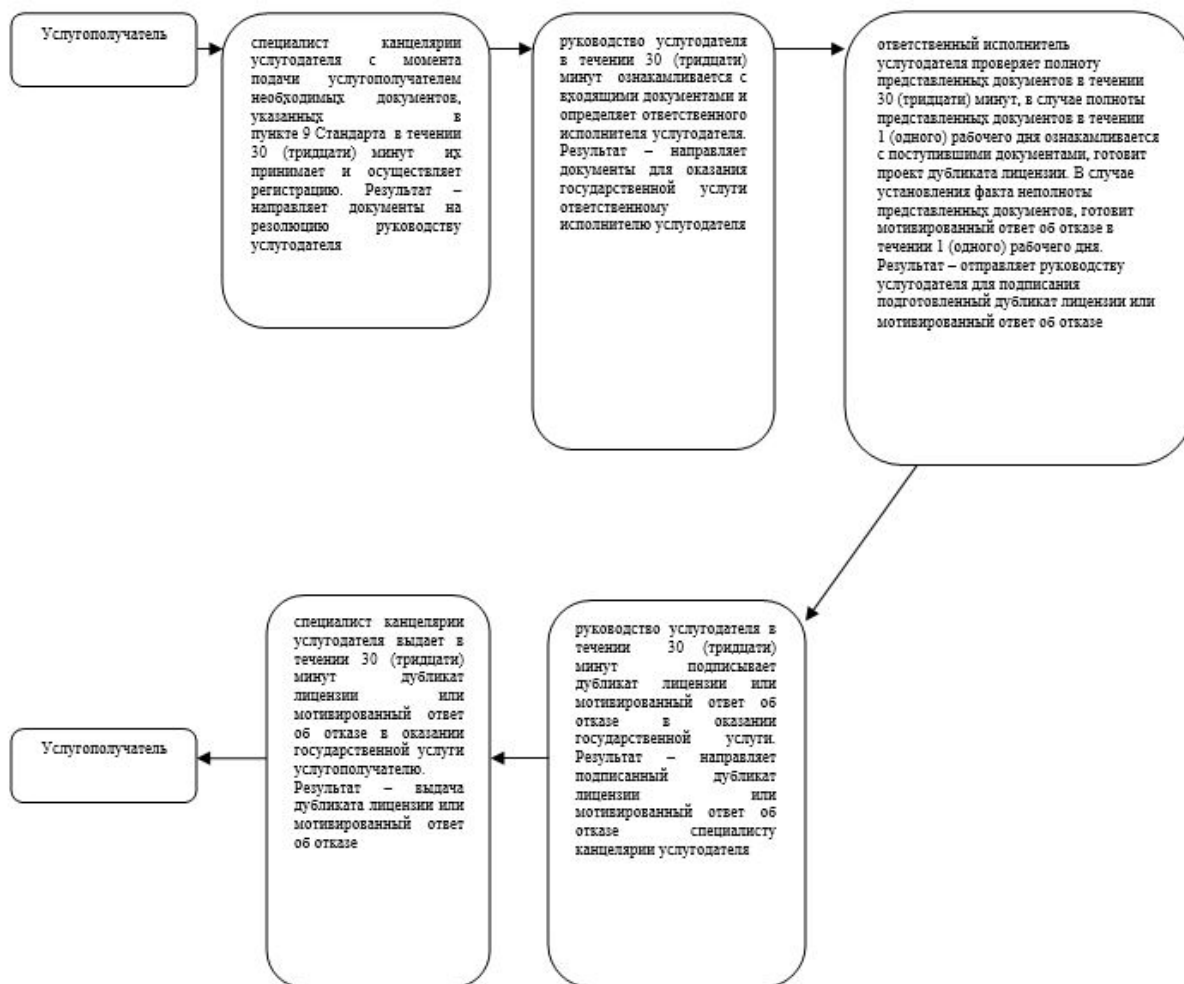 Услугополучатель
специалист канцелярии
услугодателя с момента
подачи услугополучателем
необходимых документов,
указанных в
пункте 9 Стандарта в течении
30 (тридцати) минут их
принимает и осуществляет
регистрацию. Результат –
направляет документы на
резолюцию руководству
услугодателя
руководство услугодателя
в течении 30 (тридцати)
минут ознакамливается с
входящими документами и
определяет ответственного
исполнителя услугодателя.
Результат – направляет
документы для оказания
государственной услуги
ответственному
исполнителю услугодателя
ответственный исполнитель
услугодателя проверяет полноту
представленных документов в течении
30 (тридцати) минут, в случае полноты
представленных документов в течении
1 (одного) рабочего дня ознакамливается
с поступившими документами, готовит
проект дубликата лицензии. В случае
установления факта неполноты
представленных документов, готовит
мотивированный ответ об отказе в
течении 1 (одного) рабочего дня.
Результат – отправляет руководству
услугодателя для подписания
подготовленный дубликат лицензии или
мотивированный ответ об отказе
руководство услугодателя в
течении 30 (тридцати)
минут подписывает
дубликат лицензии или
мотивированный ответ об
отказе в оказании
государственной услуги.
Результат – направляет
подписанный дубликат
лицензии или
мотивированный ответ об
отказе специалисту
канцелярии услугодателя
специалист канцелярии
услугодателя выдает в
течении 30 (тридцати)
минут дубликат
лицензии или
мотивированный ответ
об отказе в оказании
государственной услуги
услугополучателю.
Результат – выдача
дубликата лицензии или
мотивированный ответ
об отказе
Услугополучатель